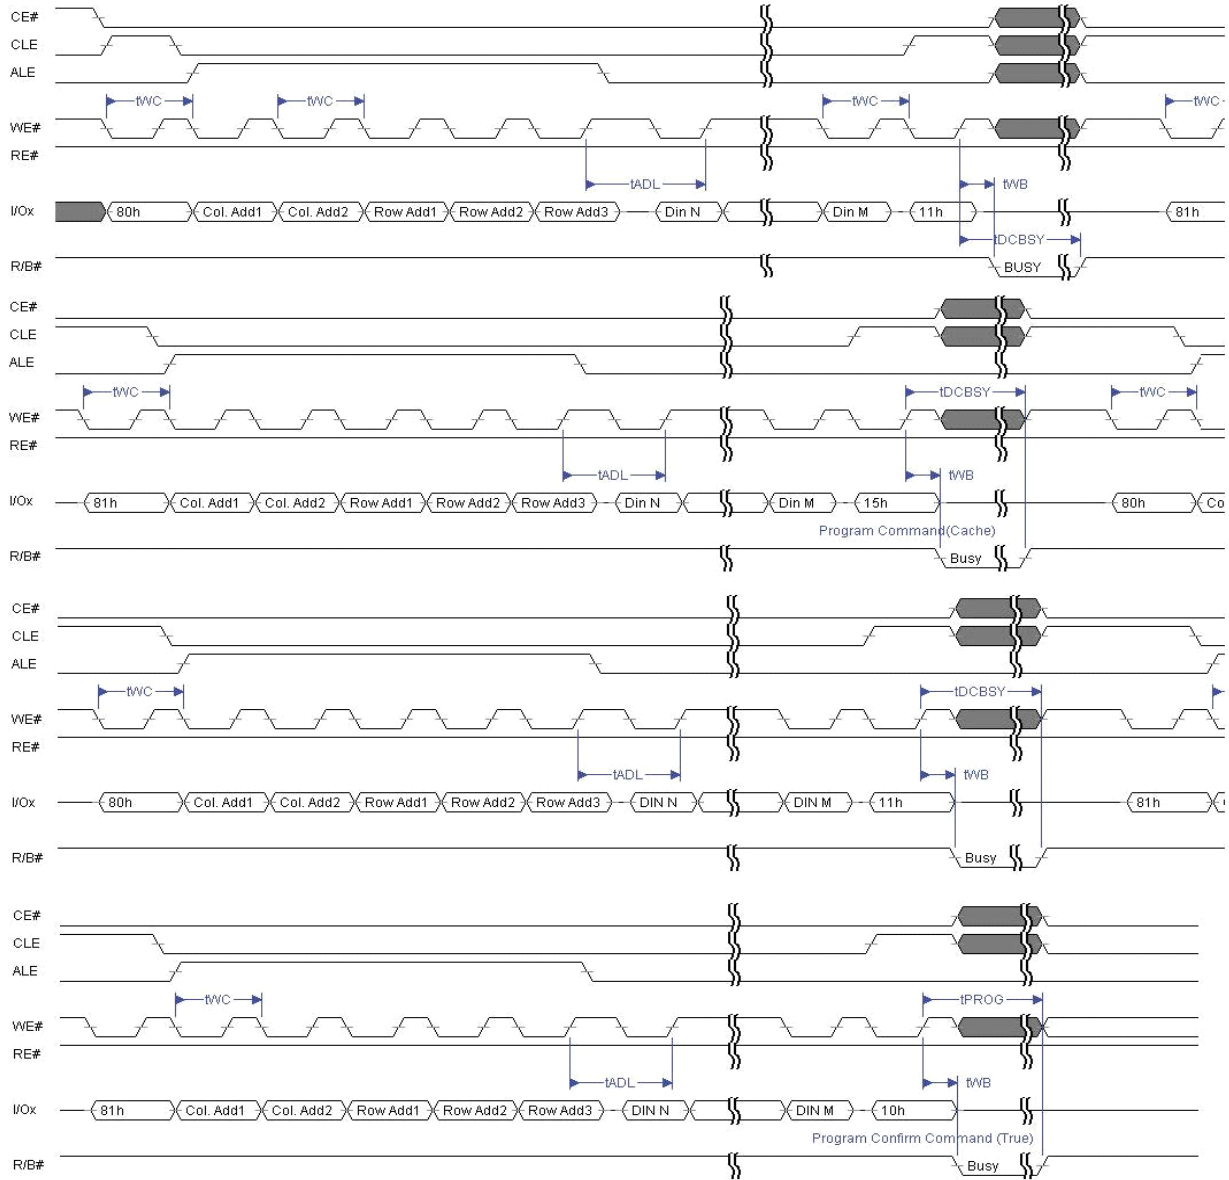 CE#
CLE
ALE
tWC tWC tWC tWC
WE#
RE#
tADL tWB
I/Ox 80h Col. Add1 Col. Add2 Row Add1 Row Add2 Row Add3 Din N Din M 11h 81h
tDCBSY
R/B# BUSY
CE#
CLE
ALE
tWC tDCBSY tWC
WE#
RE#
tADL tWB
I/Ox 81h Col. Add1 Col. Add2 Row Add1 Row Add2 Row Add3 Din N Din M 15h 80h Co
Program Command(Cache)
R/B# Busy
CE#
CLE
ALE
tWC tDCBSY
WE#
RE#
tADL tWB
I/Ox 80h Col. Add1 Col. Add2 Row Add1 Row Add2 Row Add3 DIN N DIN M 11h 81h
R/B# Busy
CE#
CLE
ALE
tWC tPROG
WE#
RE#
tADL tWB
I/Ox 81h Col. Add1 Col. Add2 Row Add1 Row Add2 Row Add3 DIN N DIN M 10h
Program Confirm Command (True)
R/B# Busy